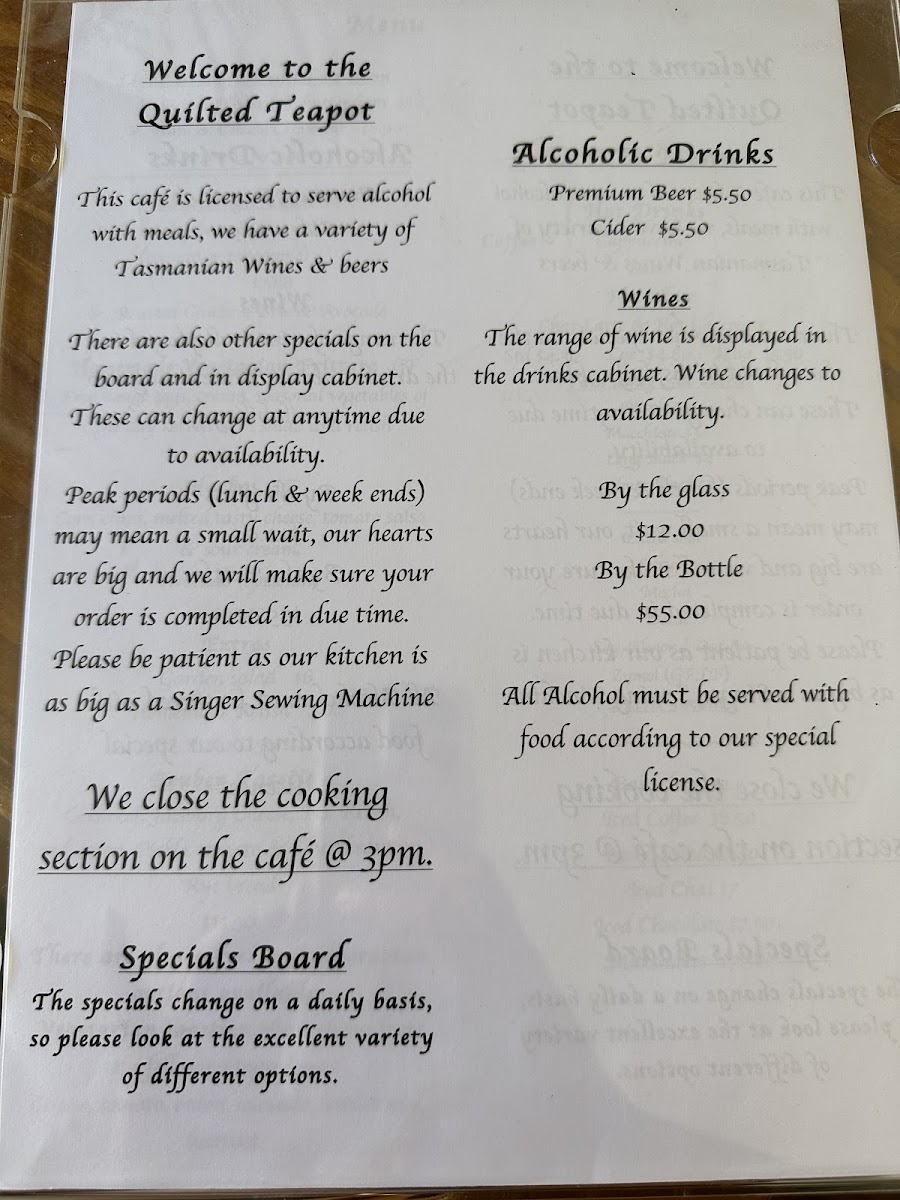 Welcome to the
Quilted Teapot
This café is licensed to serve alcohol
with meals, we have a variety of
Tasmanian Wines & beers
There are also other specials on the
board and in display cabinet.
These can change at anytime due
to availability.
Peak periods (lunch & week ends)
may mean a small wait, our hearts
are big and we will make sure your
order is completed in due time.
Please be patient as our kitchen is
as big as a Singer Sewing Machine
We close the cooking
section on the café @ 3pm.
Specials Board
The specials change on a daily basis,
so please look at the excellent variety
of different options.
Alcoholic Drinks
Premium Beer $5.50
Cider $5.50
Wines
The range of wine is displayed in
the drinks cabinet. Wine changes to
availability.
By the glass
$12.00
By the Bottle
$55.00
All Alcohol must be served with
food according to our special
license.